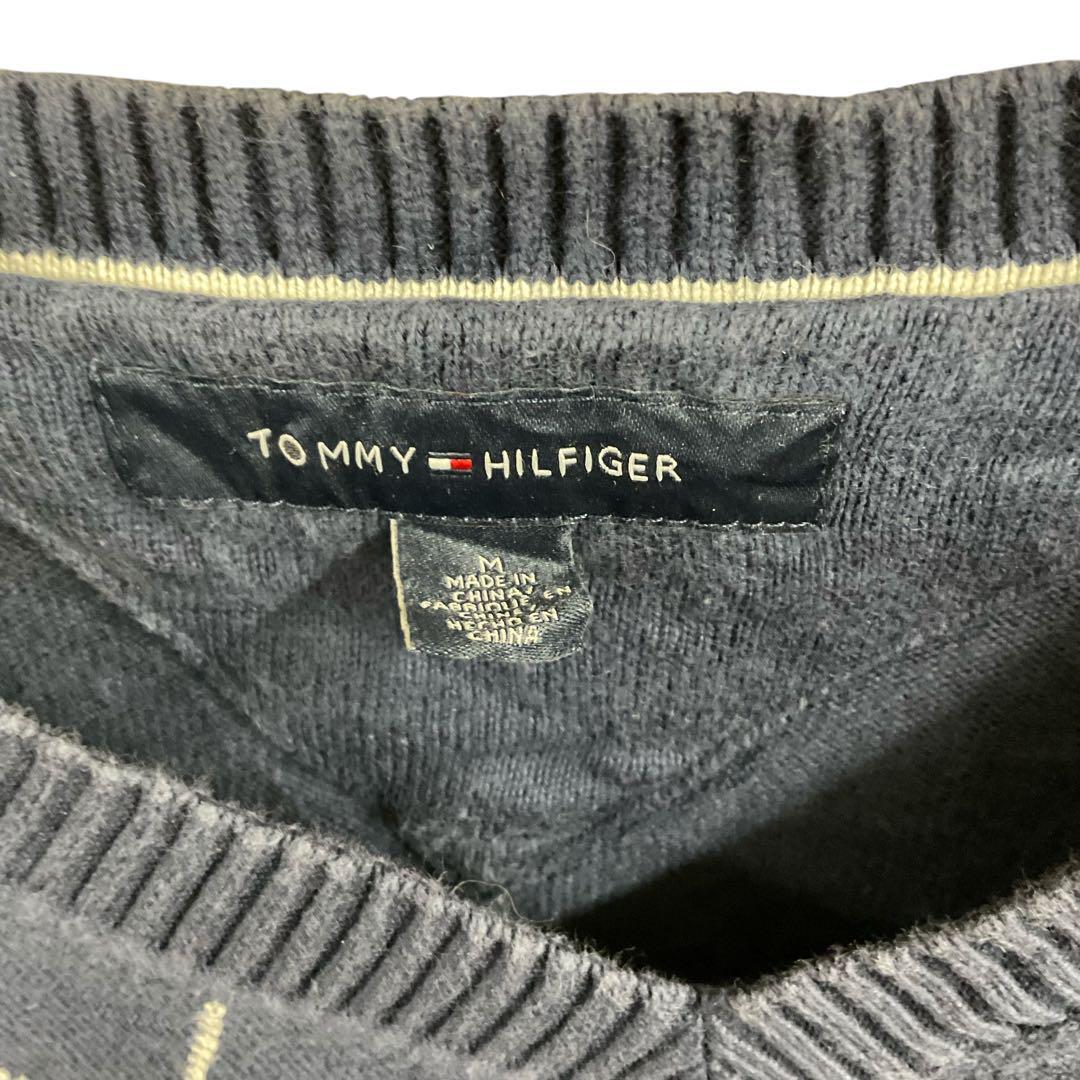 TOMMY HILFIGER
M
MADE IN
CHINA/ EN
FABRIQUE/
CHINE
HECHO EN
CHINA